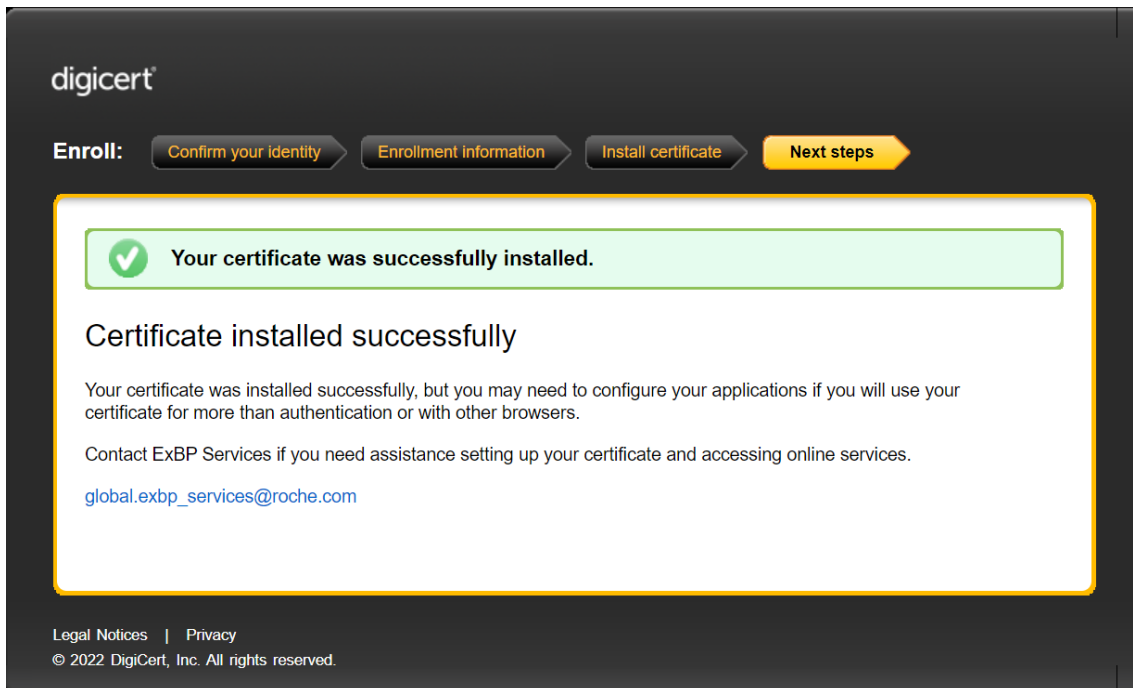 digicert®
Enroll: Confirm your identity Enrollment information Install certificate Next steps
Your certificate was successfully installed.
Certificate installed successfully
Your certificate was installed successfully, but you may need to configure your applications if you will use your
certificate for more than authentication or with other browsers.
Contact ExBP Services if you need assistance setting up your certificate and accessing online services.
global.exbp_services@roche.com
Legal Notices | Privacy
© 2022 DigiCert, Inc. All rights reserved.